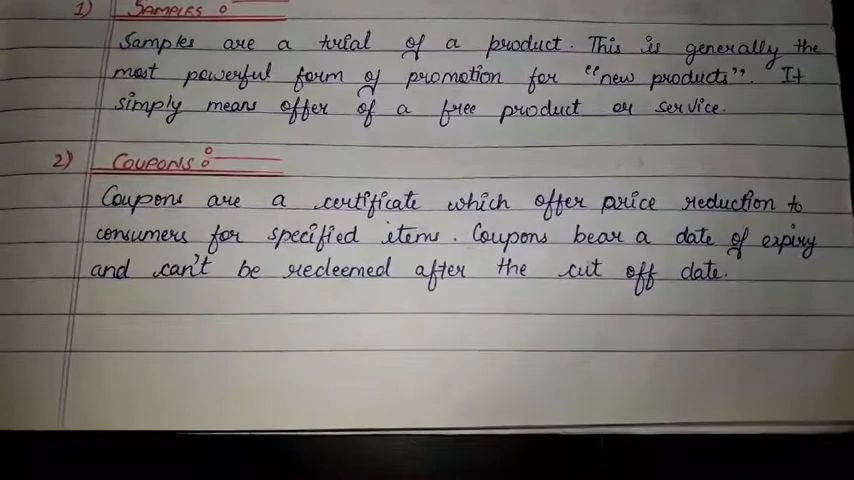 1) SAMPLES :
Samples are a trial of a product. This is generally the
most powerful form of promotion for "new products". It
simply means offer of a free product or service.
2) COUPONS :
Coupons are a certificate which offer price reduction to
consumers for specified items. Coupons bear a date of expiry
and can't be redeemed after the cut off date.